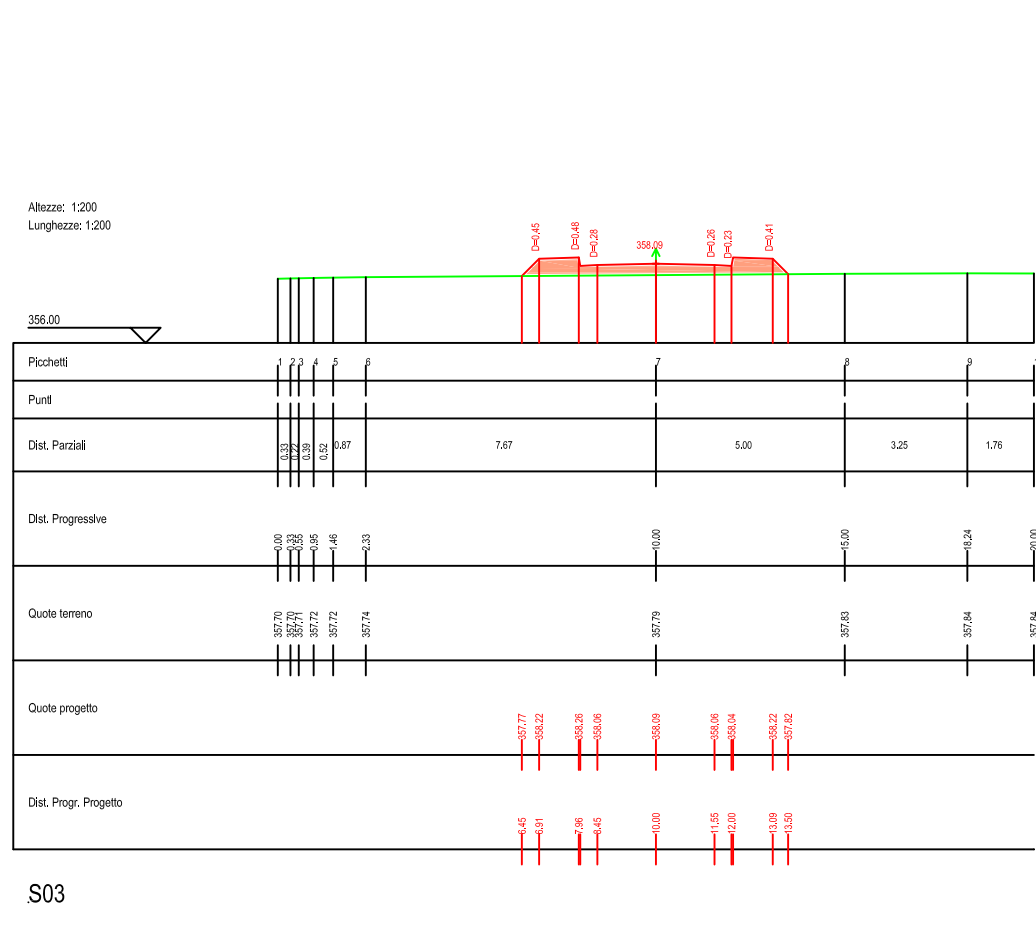 Altezze: 1:200
Lunghezze: 1:200
D=0.45
D=0.48
D=0.28
358.09
D=0.26
D=0.23
D=0.41
356.00
Picchetti 1 2 3 4 5 6 7 8 9
Punti
Dist. Parziali 0.33 0.22 0.39 0.52 0.87 7.67 5.00 3.25 1.76
Dist. Progressive 0.00 0.33 0.55 0.95 1.46 2.33 10.00 15.00 18.24 20.00
Quote terreno 357.70 357.70 357.71 357.72 357.72 357.74 357.79 357.83 357.84 357.84
Quote progetto 357.77 358.22 358.26 358.06 358.09 358.06 358.04 358.22 357.82
Dist. Progr. Progetto 6.45 6.91 7.96 8.45 10.00 11.55 12.00 13.09 13.50
S03